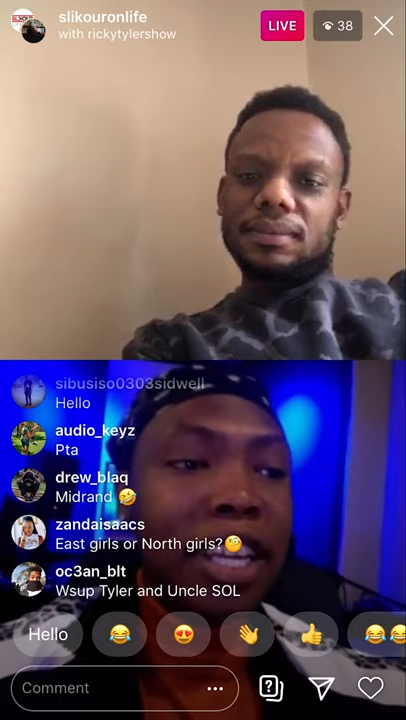 slikouronlife
with rickytylershow
LIVE
38
sibusiso0303sidwell
Hello
audio_keyz
Pta
drew_blaq
Midrand 🤣
zandaisaacs
East girls or North girls?🧐
oc3an_blt
Wsup Tyler and Uncle SOL
Hello 😂 😍 👋 👍 😂😂
Comment